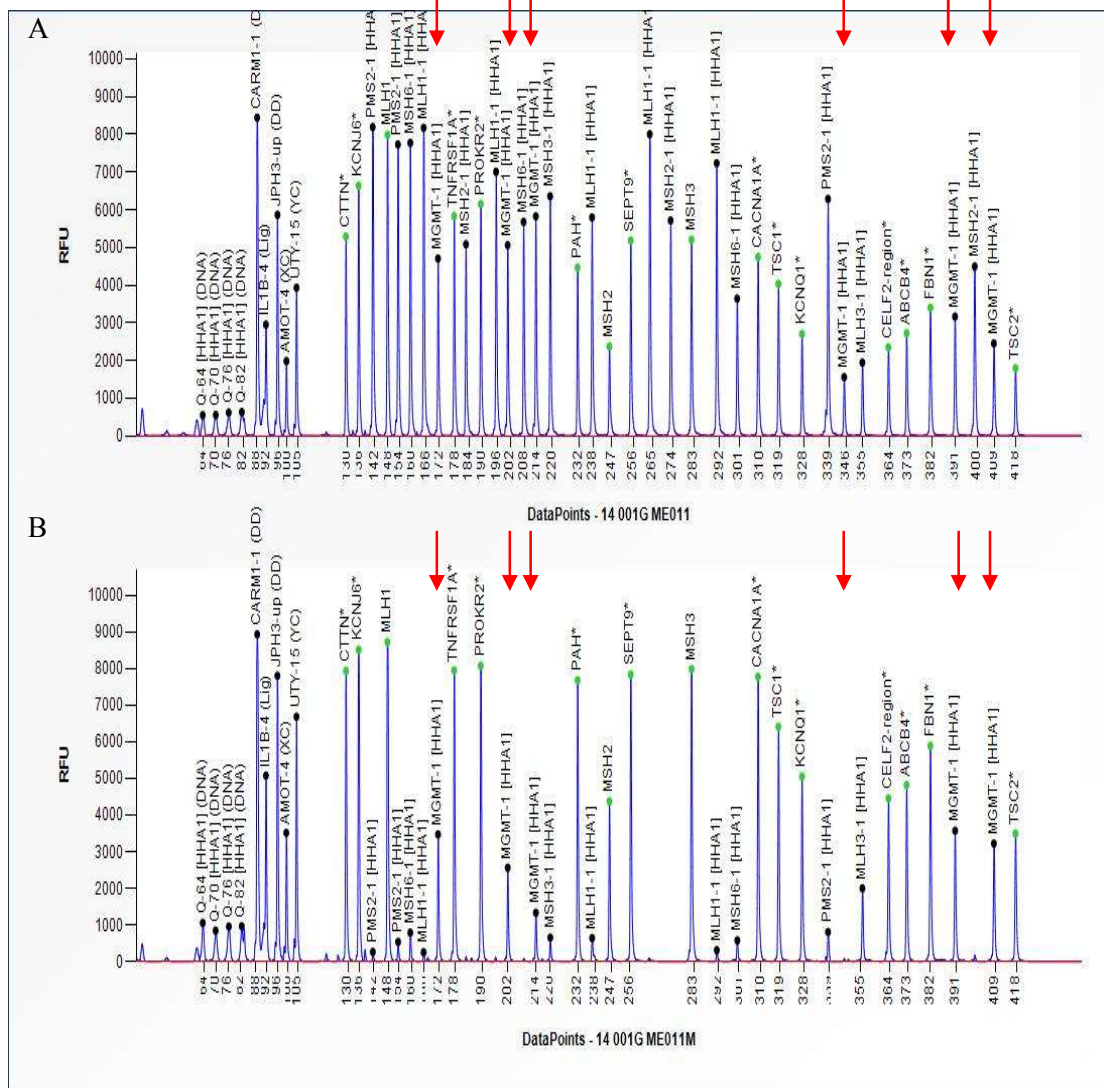 A
10000
9000
8000
7000
6000
5000
4000
3000
2000
1000
0
RFU
Q-64 [HHA1] (DNA)
Q-70 [HHA1] (DNA)
Q-76 [HHA1] (DNA)
Q-82 [HHA1] (DNA)
CARM1-1 (D
IL1B-4 (Lig)
JPH3-up (DD)
AMOT-4 (XC)
UTY-15 (YC)
CTTN*
KCNJ6*
PMS2-1 [HHA
MLH1
PMS2-1 [HHA1]
MSH6-1 [HHA1]
MLH1-1 [HHA
MGMT-1 [HHA1]
TNFRSF1A*
MSH2-1 [HHA1]
PROKR2*
MLH1-1 [HHA1]
MGMT-1 [HHA1]
MSH6-1 [HHA1]
MGMT-1 [HHA1]
MSH3-1 [HHA1]
PAH*
MLH1-1 [HHA1]
MSH2
SEPT9*
MLH1-1 [HHA1
MSH2-1 [HHA1]
MSH3
MLH1-1 [HHA1]
MSH6-1 [HHA1]
CACNA1A*
TSC1*
KCNQ1*
PMS2-1 [HHA1]
MGMT-1 [HHA1]
MLH3-1 [HHA1]
CELF2-region*
ABCB4*
FBN1*
MGMT-1 [HHA1]
MSH2-1 [HHA1]
MGMT-1 [HHA1]
TSC2*
64 70 76 82 88 92 96 100 105 130 136 142 148 154 160 166 172 178 184 190 196 202 208 214 220 232 238 247 256 265 274 283 292 301 310 319 328 339 346 355 364 373 382 391 400 409 418
DataPoints - 14 001G ME011
B
10000
9000
8000
7000
6000
5000
4000
3000
2000
1000
0
RFU
Q-64 [HHA1] (DNA)
Q-70 [HHA1] (DNA)
Q-76 [HHA1] (DNA)
Q-82 [HHA1] (DNA)
CARM1-1 (DD)
IL1B-4 (Lig)
JPH3-up (DD)
AMOT-4 (XC)
UTY-15 (YC)
CTTN*
KCNJ6*
PMS2-1 [HHA1]
MLH1
PMS2-1 [HHA1]
MSH6-1 [HHA1]
MLH1-1 [HHA1]
MGMT-1 [HHA1]
TNFRSF1A*
PROKR2*
MGMT-1 [HHA1]
MGMT-1 [HHA1]
MSH3-1 [HHA1]
PAH*
MLH1-1 [HHA1]
MSH2
SEPT9*
MSH3
MLH1-1 [HHA1]
MSH6-1 [HHA1]
CACNA1A*
TSC1*
KCNQ1*
PMS2-1 [HHA1]
MLH3-1 [HHA1]
CELF2-region*
ABCB4*
FBN1*
MGMT-1 [HHA1]
MGMT-1 [HHA1]
TSC2*
64 70 76 82 88 92 96 100 105 130 136 142 148 154 160 172 178 190 202 214 220 232 238 247 256 283 292 301 310 319 328 339 355 364 373 382 391 409 418
DataPoints - 14 001G ME011M